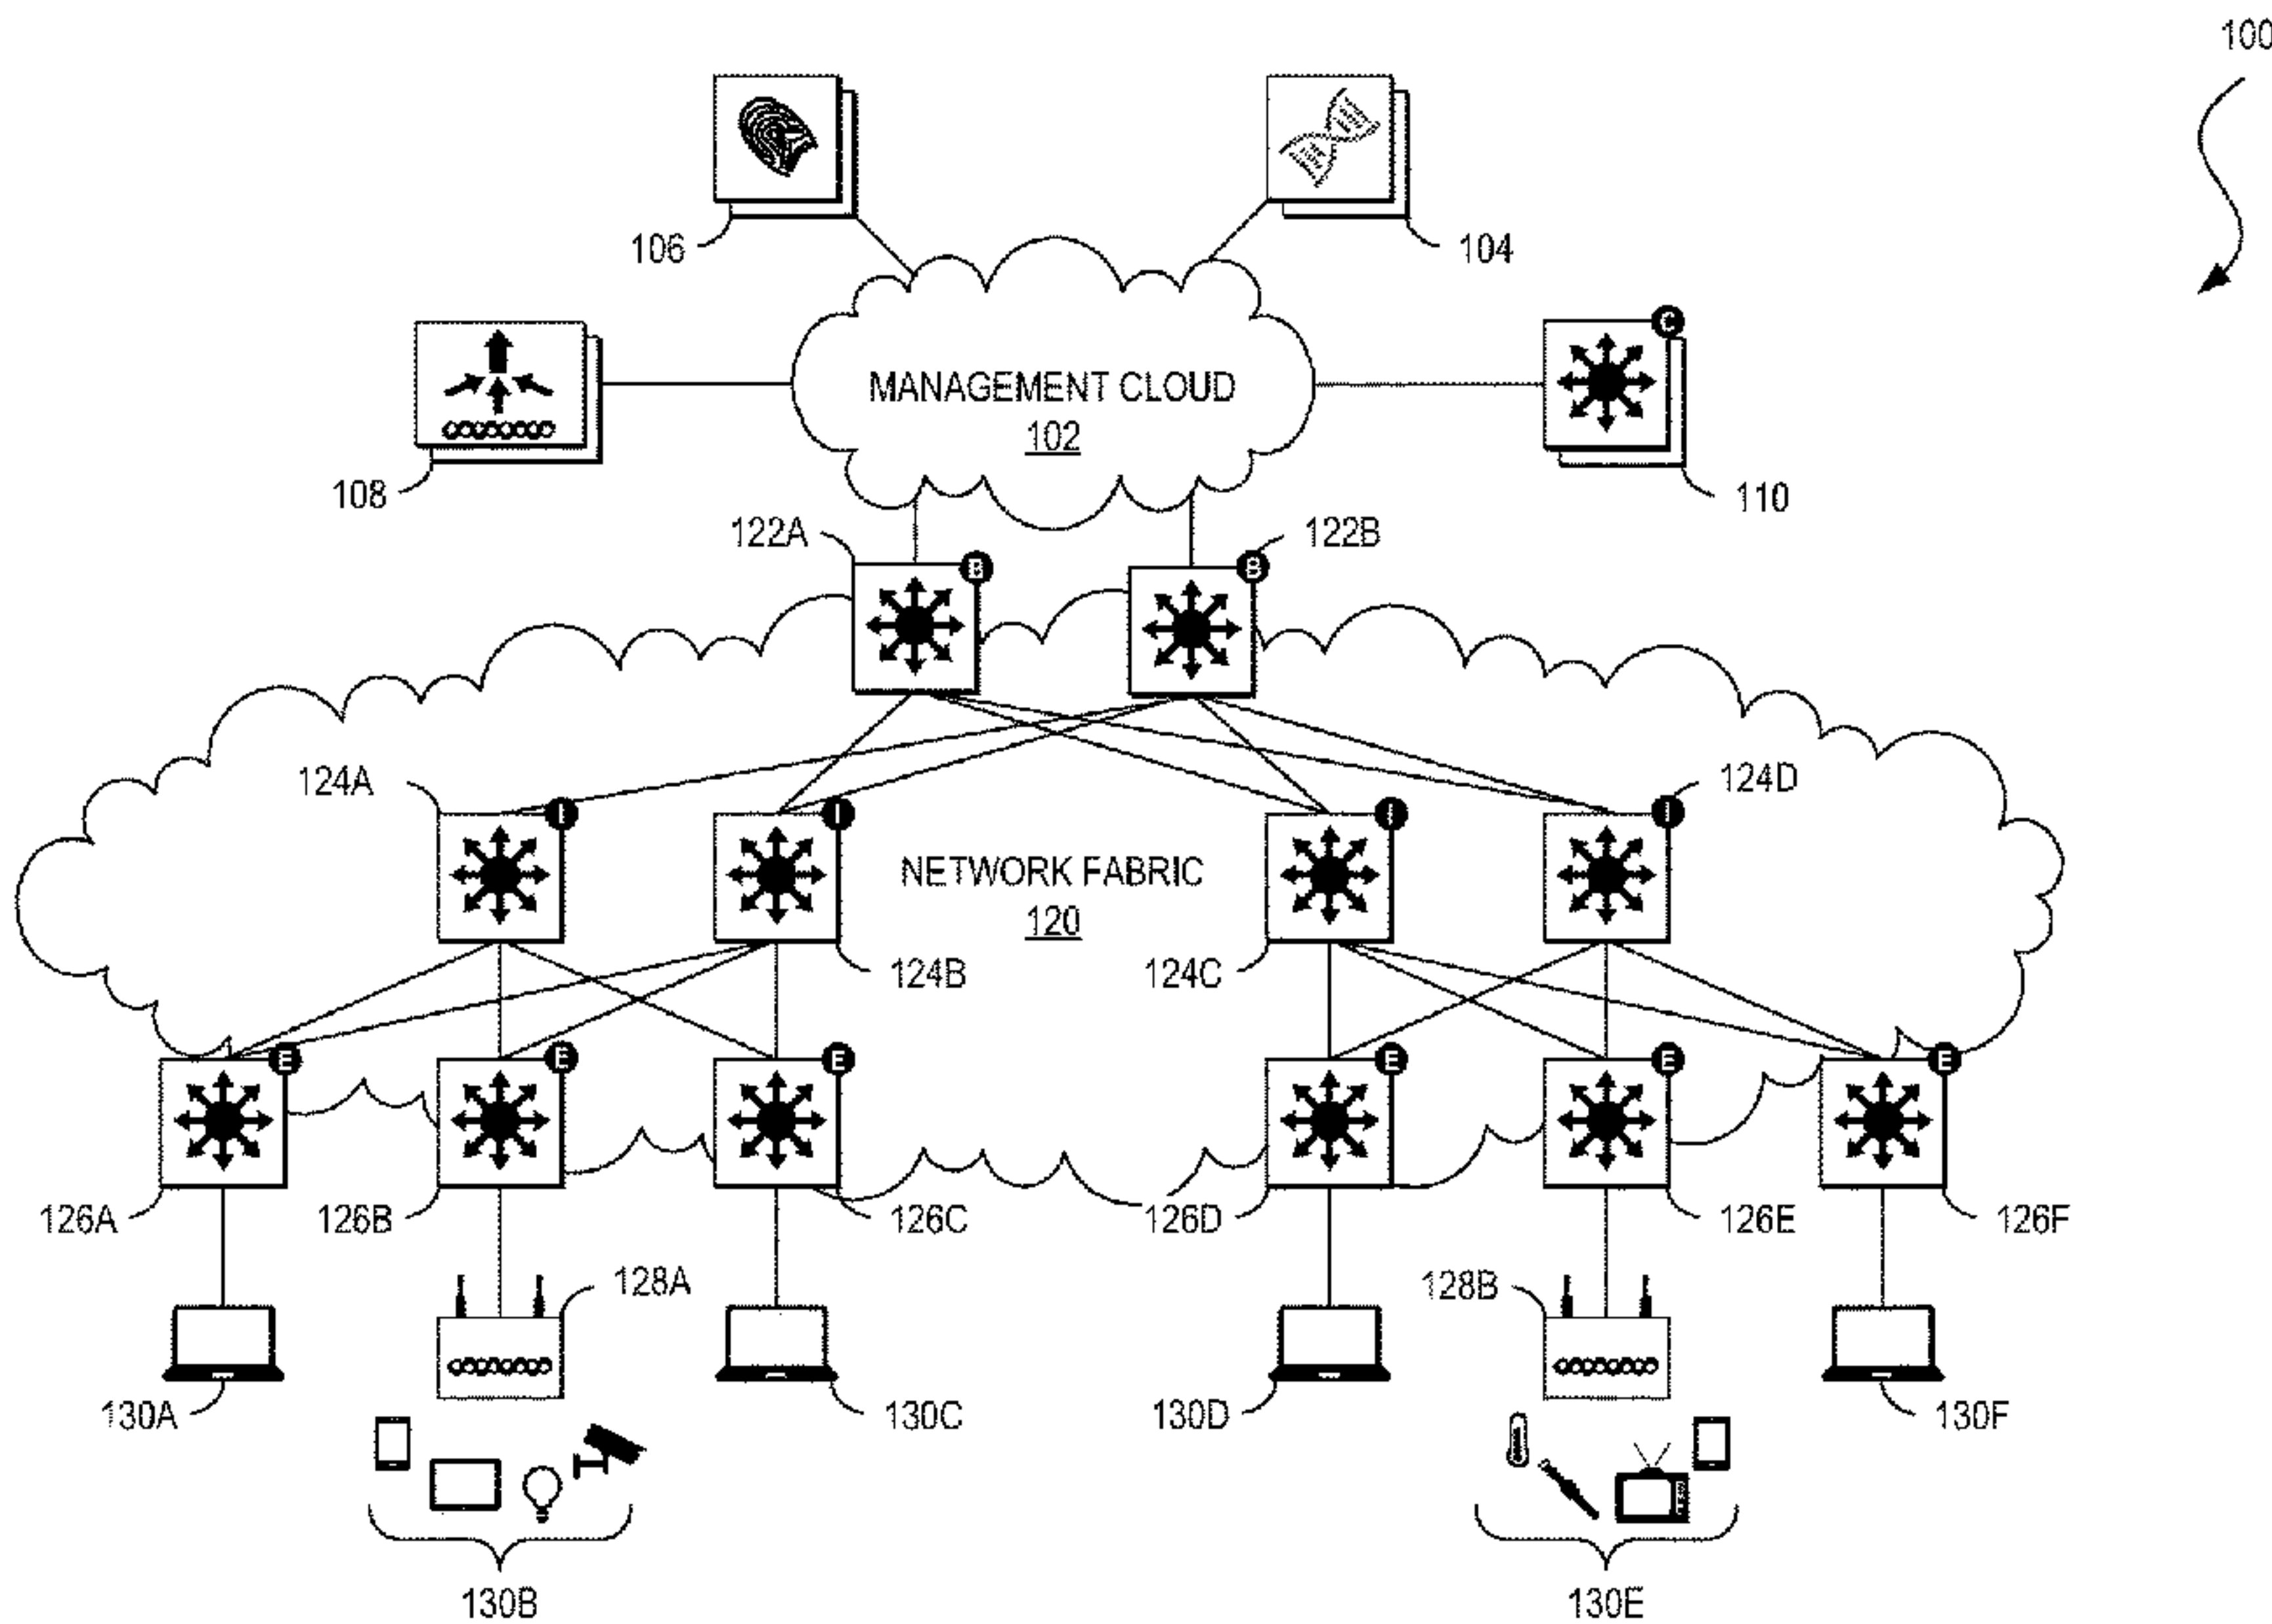 100
106
104
C
MANAGEMENT CLOUD
102
108
110
122A
122B
B
B
124A
124D
I
I
I
I
NETWORK FABRIC
120
124B
124C
E
E
E
E
E
E
126A
126B
126C
126D
126E
126F
128A
128B
130A
130C
130D
130F
130B
130E